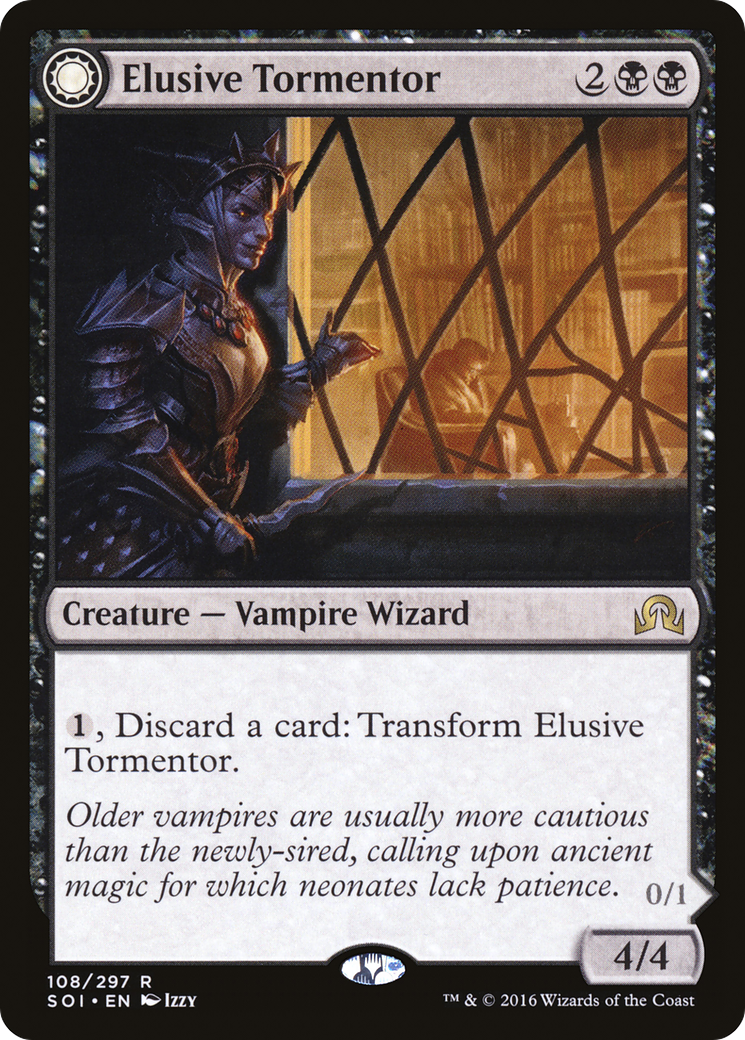 Elusive Tormentor 2
Creature — Vampire Wizard
1, Discard a card: Transform Elusive
Tormentor.
Older vampires are usually more cautious
than the newly-sired, calling upon ancient
magic for which neonates lack patience.
0/1
4/4
108/297 R
SOI • EN Izzy
™ & © 2016 Wizards of the Coast